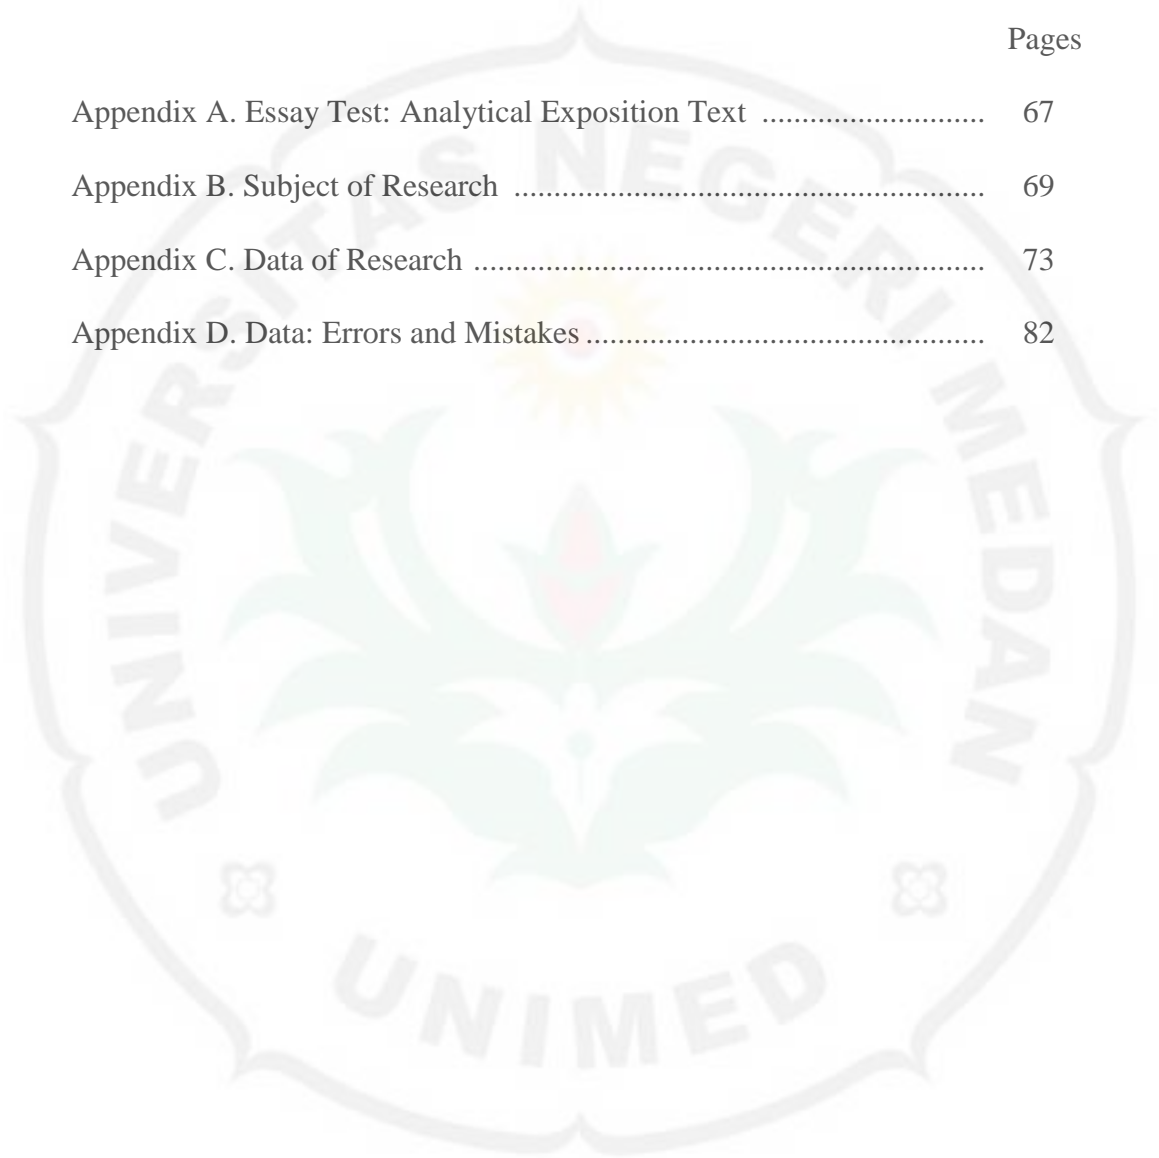 Pages
Appendix A. Essay Test: Analytical Exposition Text .......................... 67
Appendix B. Subject of Research ................................................. 69
Appendix C. Data of Research ..................................................... 73
Appendix D. Data: Errors and Mistakes .......................................... 82
UNIVERSITAS NEGERI MEDAN
UNIMED